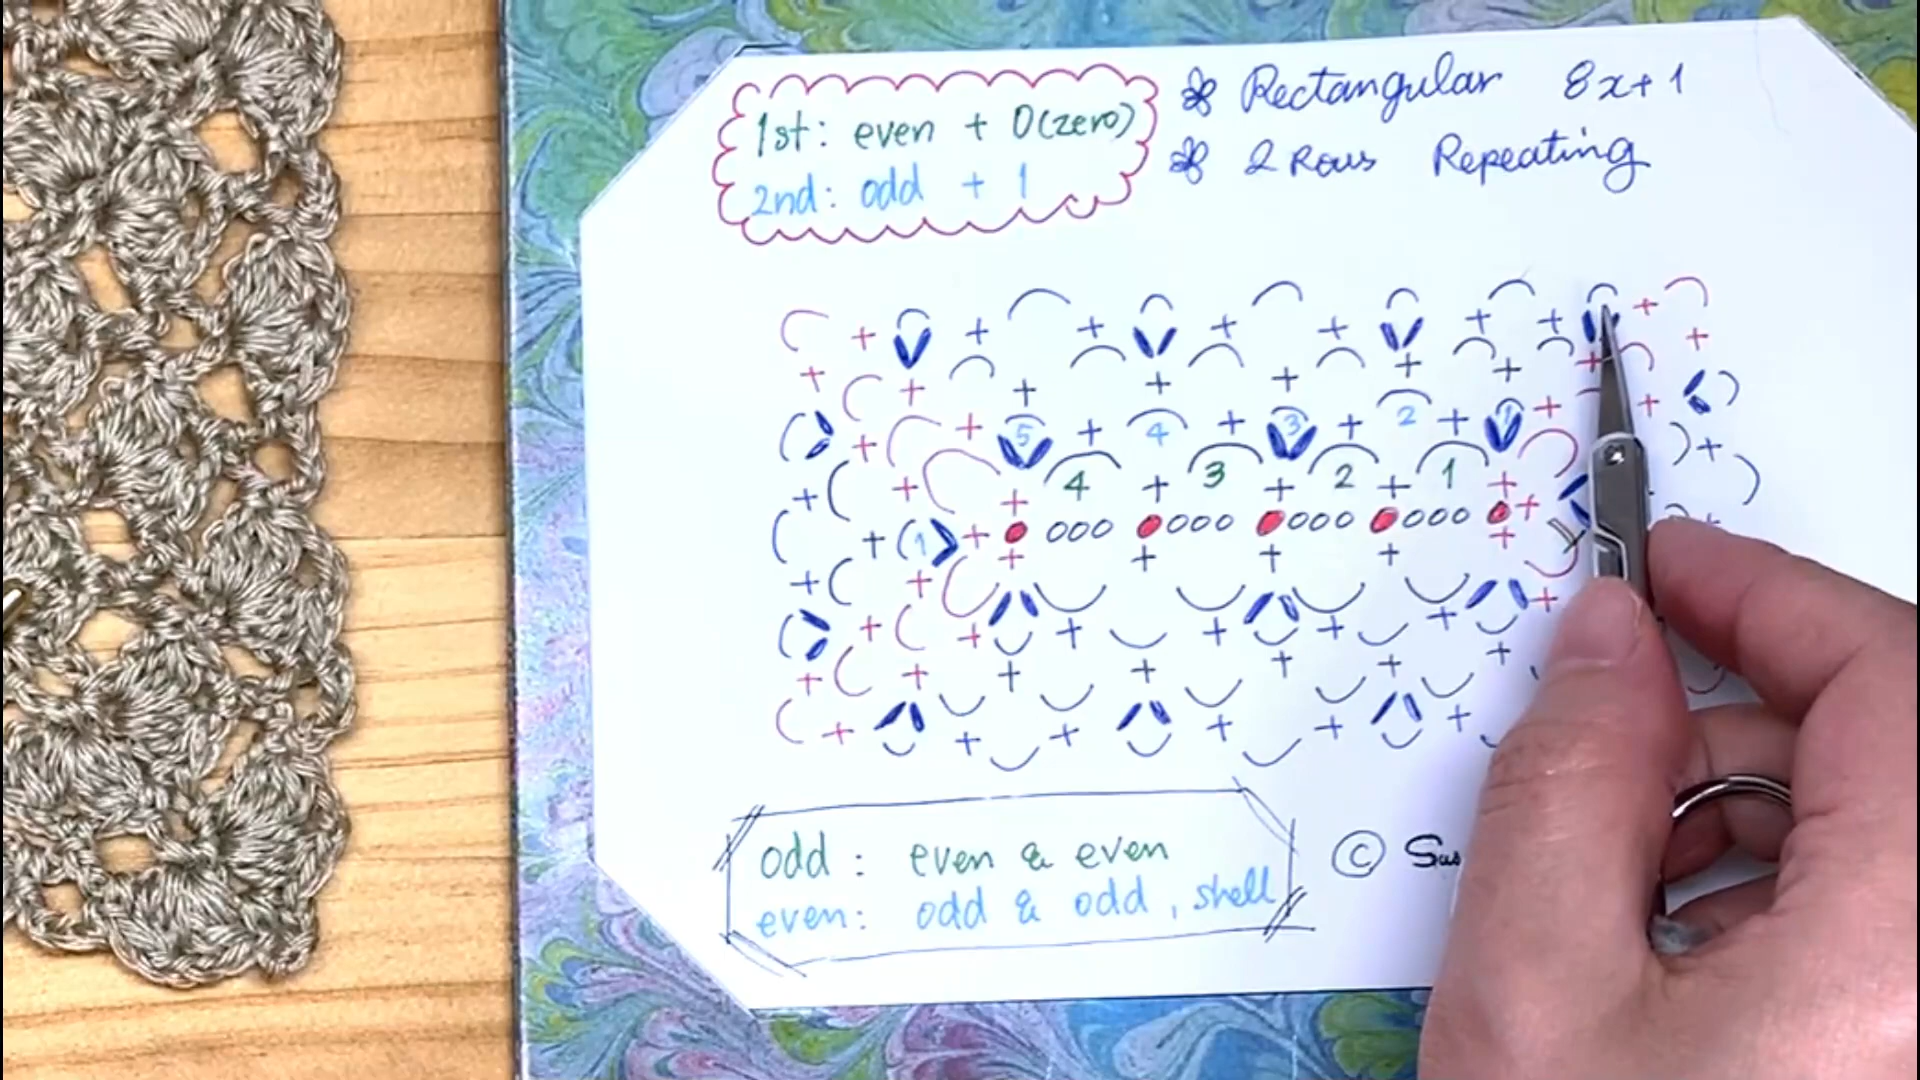 1st: even + 0(zero)
2nd: odd + 1
Rectangular 8x+1
2 Rows Repeating
5 4 3 2 1
4 3 2 1
1
odd : even & even
even: odd & odd, shell
© Sus